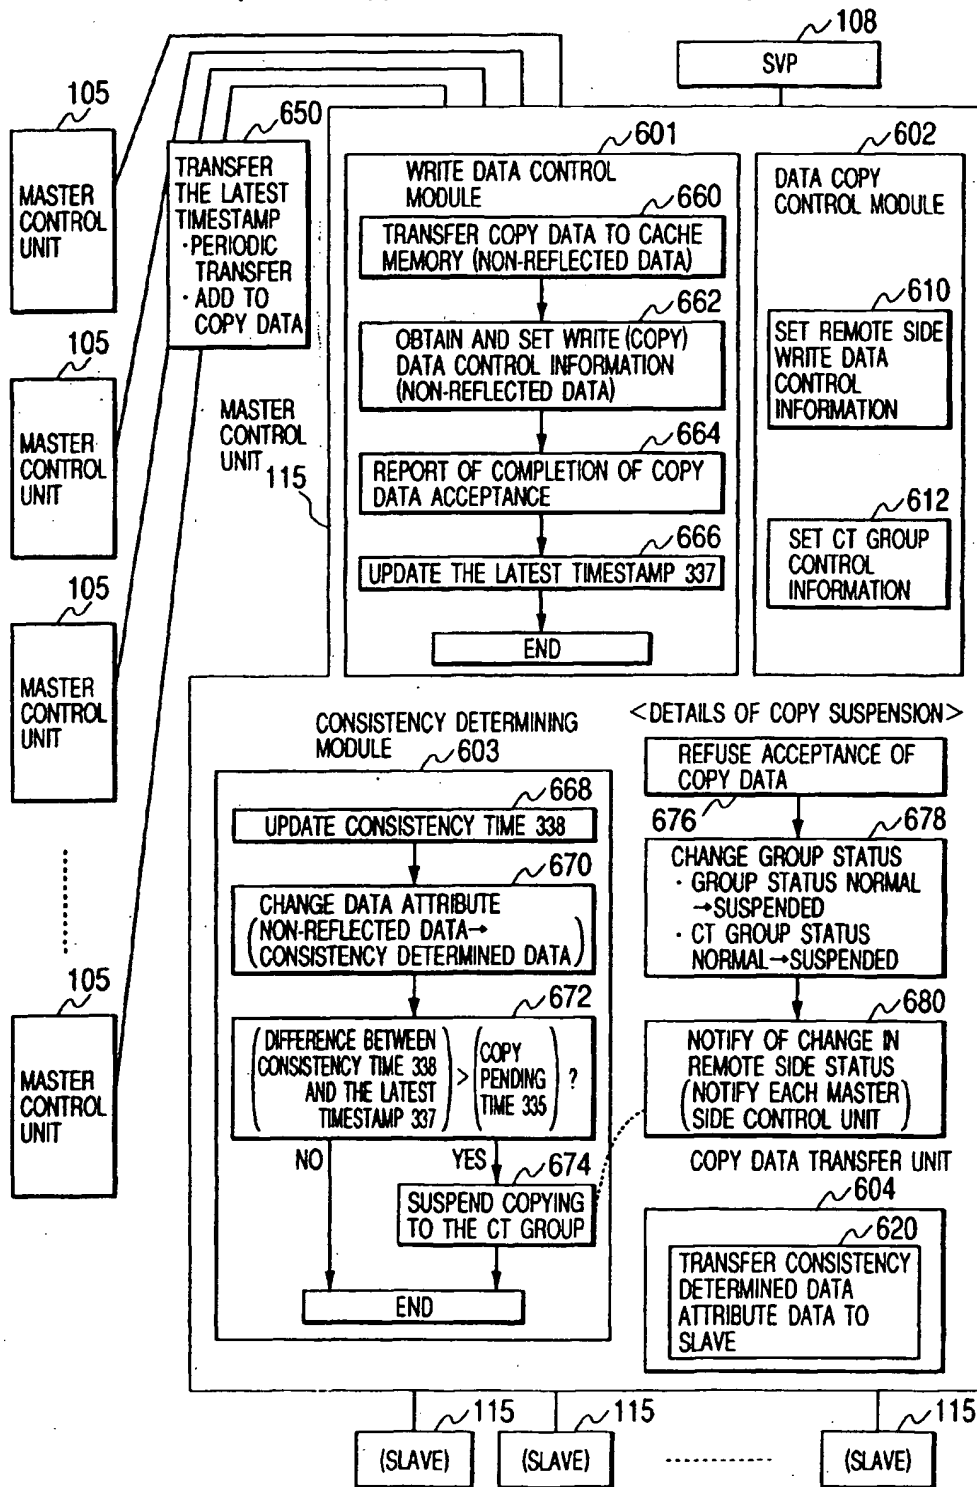 108
SVP
105
MASTER
CONTROL
UNIT
650
TRANSFER
THE LATEST
TIMESTAMP
· PERIODIC
TRANSFER
· ADD TO
COPY DATA
601
WRITE DATA CONTROL
MODULE
660
TRANSFER COPY DATA TO CACHE
MEMORY (NON-REFLECTED DATA)
662
OBTAIN AND SET WRITE (COPY)
DATA CONTROL INFORMATION
(NON-REFLECTED DATA)
664
REPORT OF COMPLETION OF COPY
DATA ACCEPTANCE
666
UPDATE THE LATEST TIMESTAMP 337
END
602
DATA COPY
CONTROL MODULE
610
SET REMOTE SIDE
WRITE DATA
CONTROL
INFORMATION
612
SET CT GROUP
CONTROL
INFORMATION
105
MASTER
CONTROL
UNIT
MASTER
CONTROL
UNIT
115
105
MASTER
CONTROL
UNIT
105
MASTER
CONTROL
UNIT
CONSISTENCY DETERMINING
MODULE
603
668
UPDATE CONSISTENCY TIME 338
670
CHANGE DATA ATTRIBUTE
(NON-REFLECTED DATA→
CONSISTENCY DETERMINED DATA)
672
(DIFFERENCE BETWEEN
CONSISTENCY TIME 338
AND THE LATEST
TIMESTAMP 337)
>
(COPY
PENDING
TIME 335)
?
NO
YES
674
SUSPEND COPYING
TO THE CT GROUP
END
<DETAILS OF COPY SUSPENSION>
REFUSE ACCEPTANCE OF
COPY DATA
676
678
CHANGE GROUP STATUS
· GROUP STATUS NORMAL
→SUSPENDED
· CT GROUP STATUS
NORMAL→SUSPENDED
680
NOTIFY OF CHANGE IN
REMOTE SIDE STATUS
(NOTIFY EACH MASTER
SIDE CONTROL UNIT)
COPY DATA TRANSFER UNIT
604
620
TRANSFER CONSISTENCY
DETERMINED DATA
ATTRIBUTE DATA TO
SLAVE
115
(SLAVE)
115
(SLAVE)
115
(SLAVE)